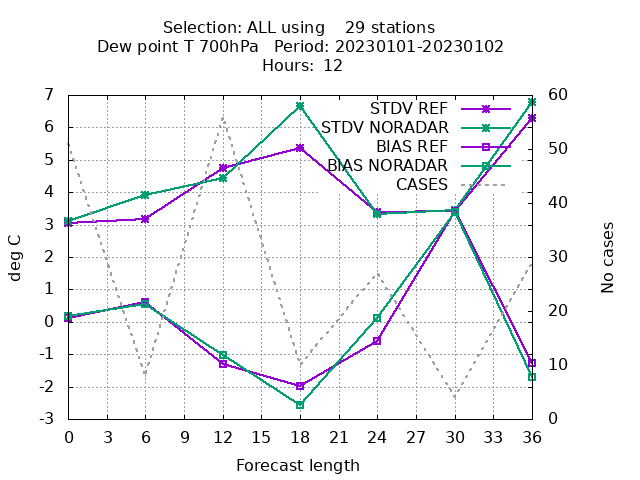 Selection: ALL using    29 stations
Dew point T 700hPa   Period: 20230101-20230102
Hours: 12
STDV REF
STDV NORADAR
BIAS REF
BIAS NORADAR
CASES
deg C
7
6
5
4
3
2
1
0
-1
-2
-3
60
50
40
30
20
10
0
No cases
0 3 6 9 12 15 18 21 24 27 30 33 36
Forecast length